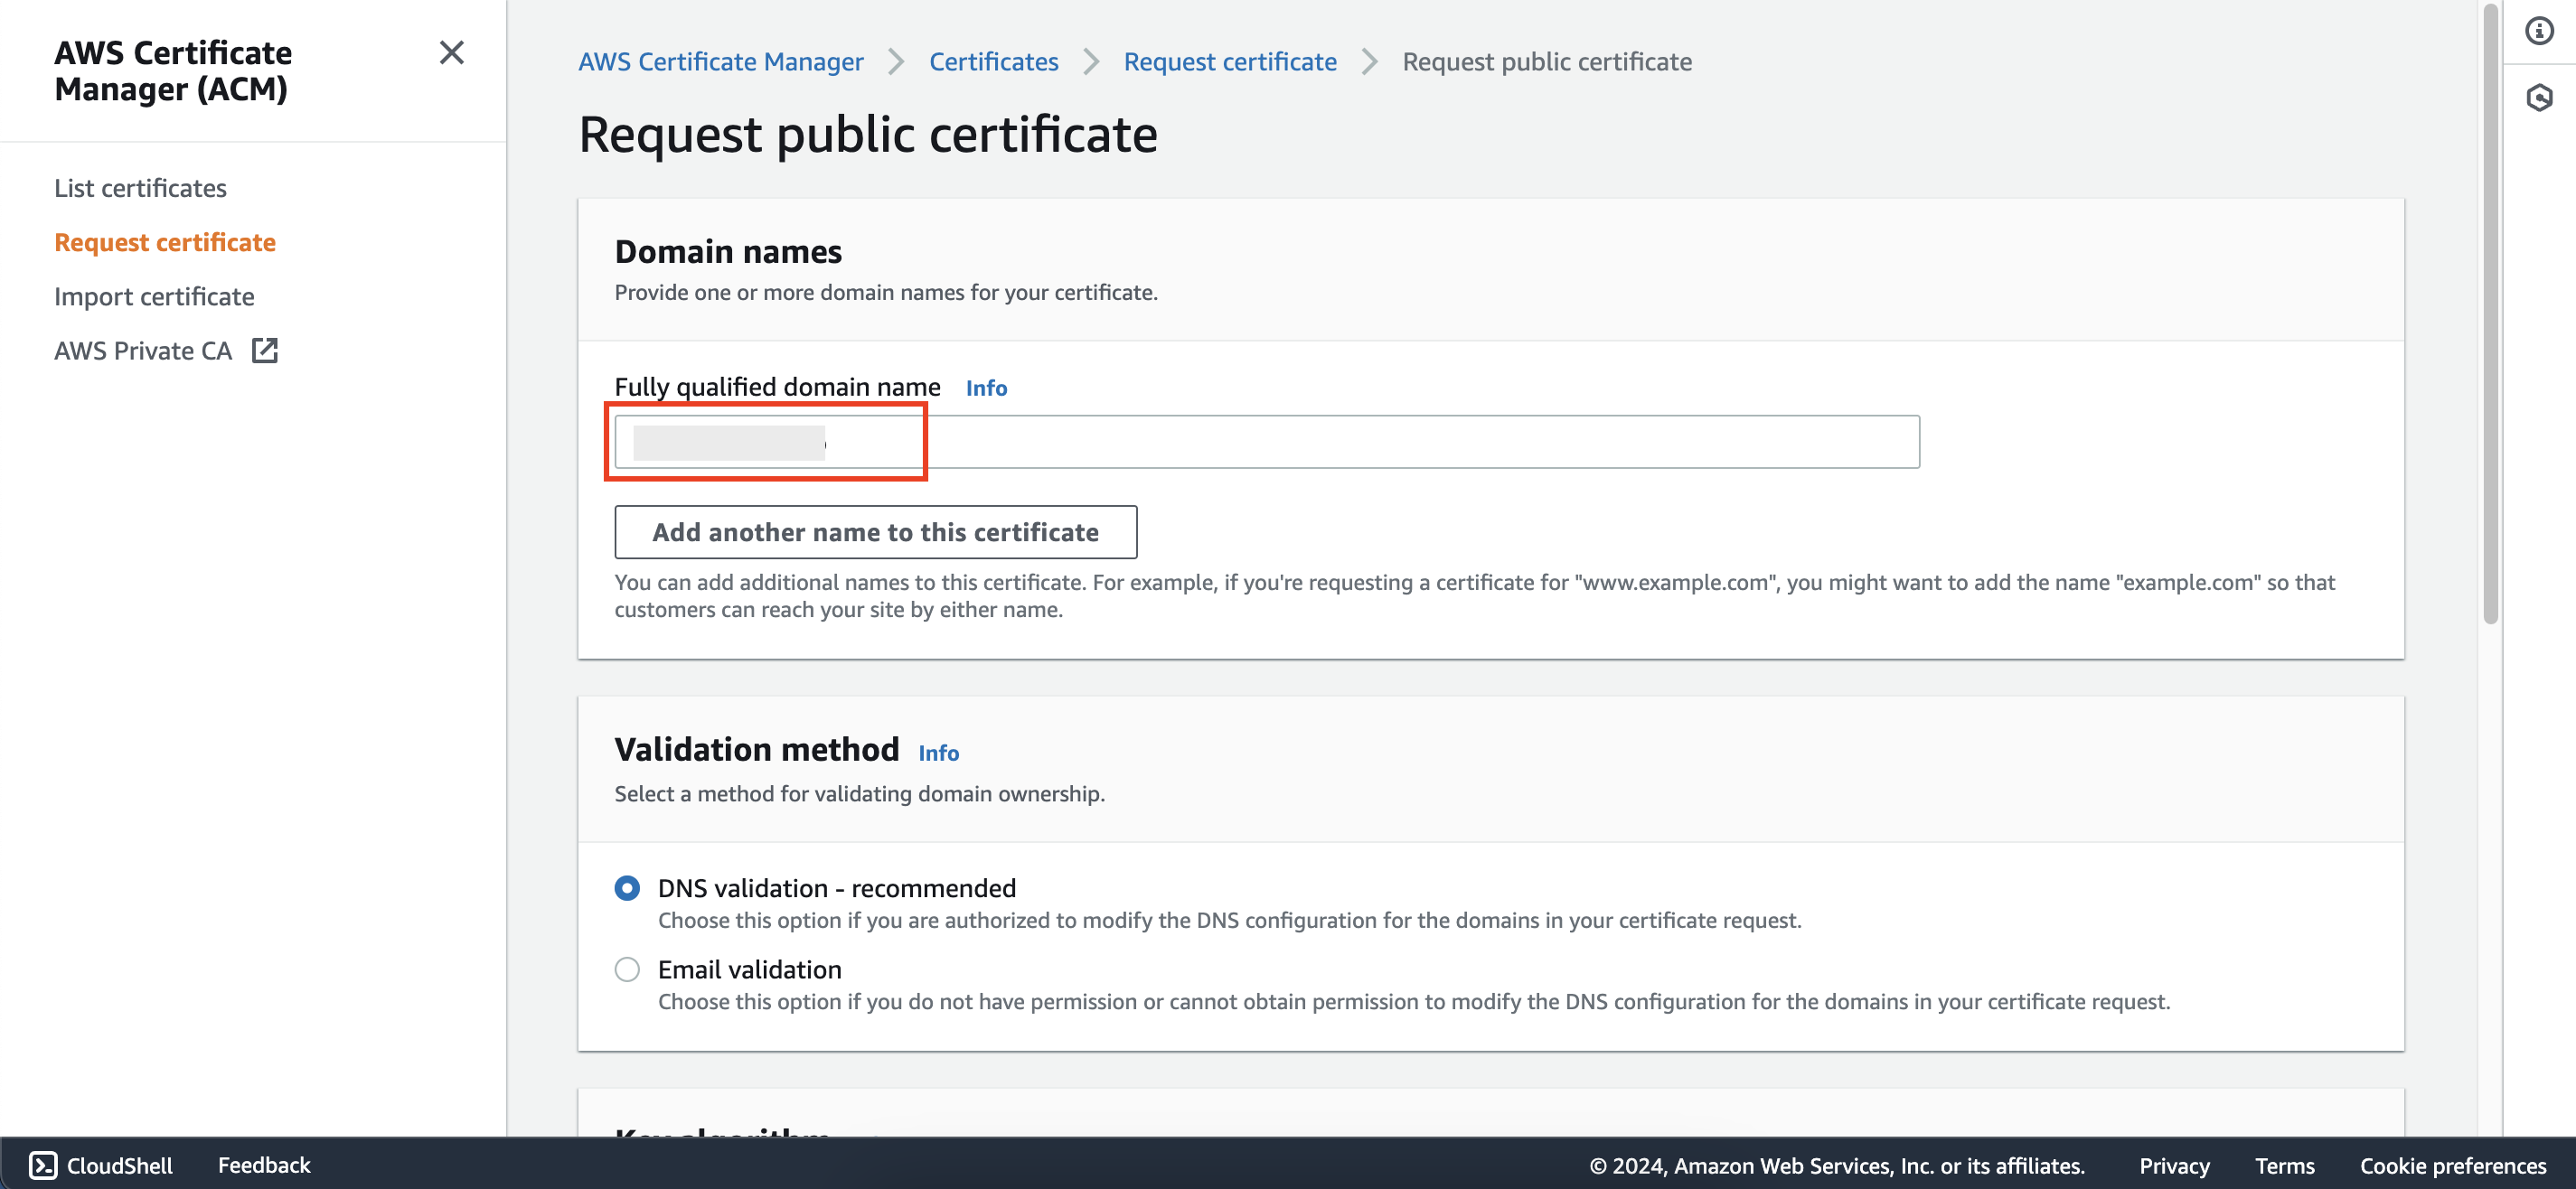 AWS Certificate
Manager (ACM)
List certificates
Request certificate
Import certificate
AWS Private CA
AWS Certificate Manager
Certificates
Request certificate
Request public certificate
Request public certificate
Domain names
Provide one or more domain names for your certificate.
Fully qualified domain name Info
Add another name to this certificate
You can add additional names to this certificate. For example, if you're requesting a certificate for "www.example.com", you might want to add the name "example.com" so that
customers can reach your site by either name.
Validation method Info
Select a method for validating domain ownership.
DNS validation - recommended
Choose this option if you are authorized to modify the DNS configuration for the domains in your certificate request.
Email validation
Choose this option if you do not have permission or cannot obtain permission to modify the DNS configuration for the domains in your certificate request.
Key algorithm
CloudShell
Feedback
© 2024, Amazon Web Services, Inc. or its affiliates.
Privacy
Terms
Cookie preferences